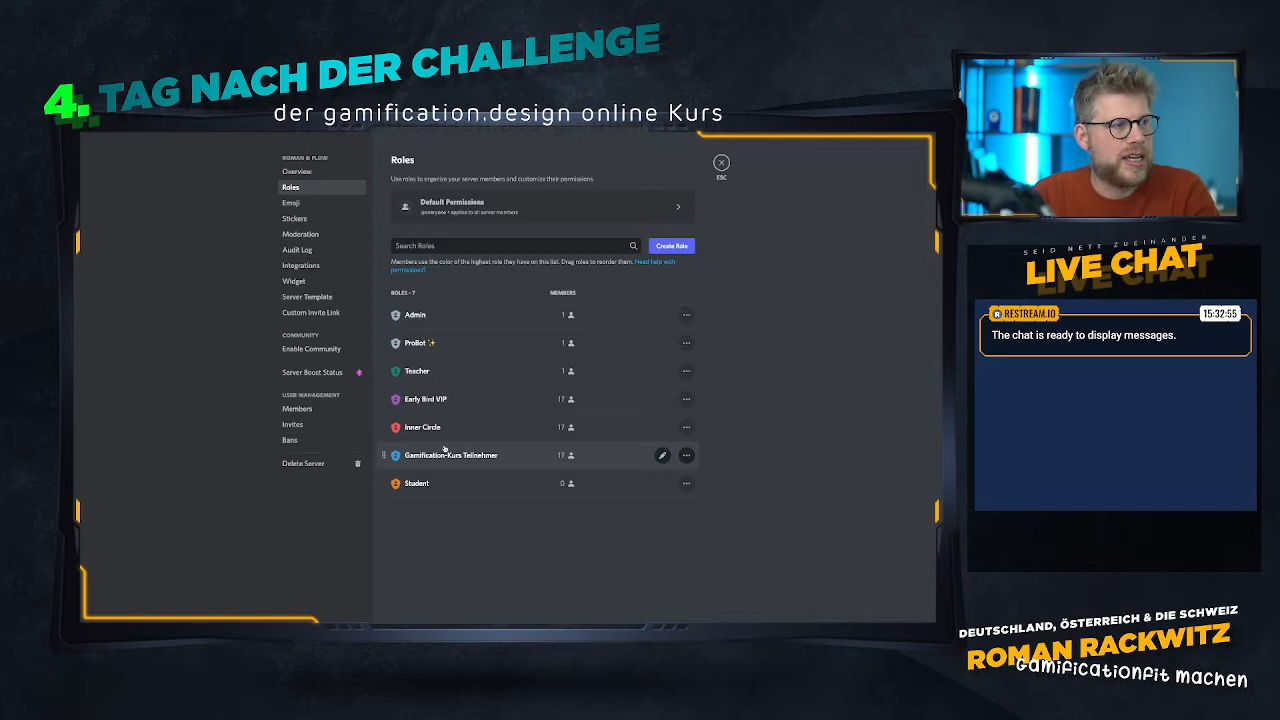 4. TAG NACH DER CHALLENGE
der gamification.design online Kurs
ROMAN & FLOW
Overview
Roles
Emoji
Stickers
Moderation
Audit Log
Integrations
Widget
Server Template
Custom Invite Link
COMMUNITY
Enable Community
Server Boost Status
USER MANAGEMENT
Members
Invites
Bans
Delete Server
Roles
Use roles to organize your server members and customize their permissions.
Default Permissions
@everyone • applies to all server members
Search Roles
Create Role
Members use the color of the highest role they have on this list. Drag roles to reorder them. Need help with
permissions?
ROLES - 7 MEMBERS
Admin 1
ProBot ✨ 1
Teacher 1
Early Bird VIP 17
Inner Circle 17
Gamification-Kurs Teilnehmer 17
Student 0
ESC
SEID NETT ZUEINANDER
LIVE CHAT
R RESTREAM.IO 15:32:55
The chat is ready to display messages.
DEUTSCHLAND, ÖSTERREICH & DIE SCHWEIZ
ROMAN RACKWITZ
Gamificationfit machen